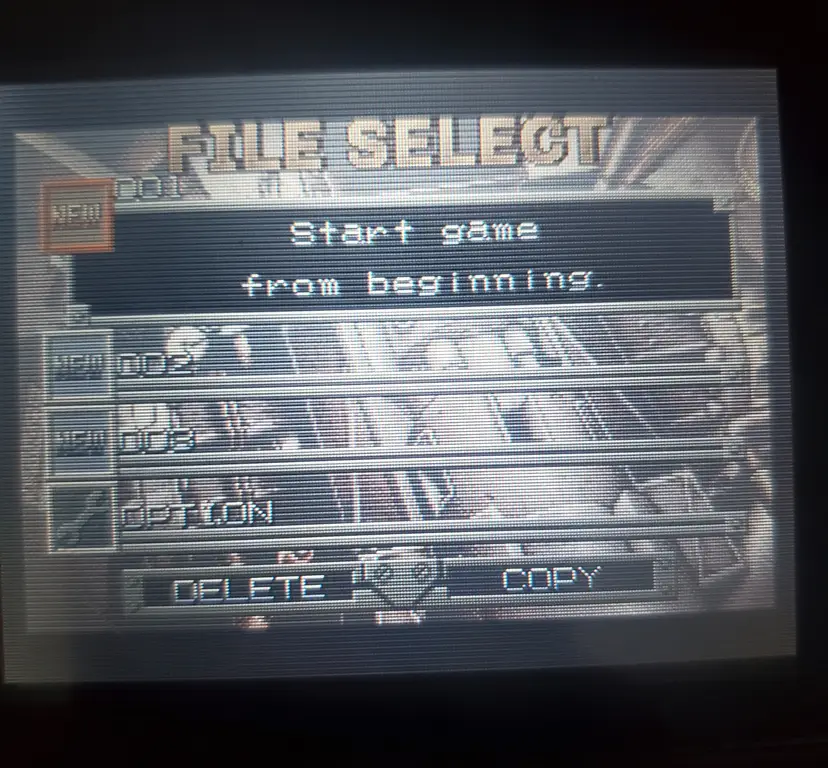 FILE SELECT
001
NEW
Start game
from beginning.
NEW 002
NEW 003
OPTION
DELETE COPY